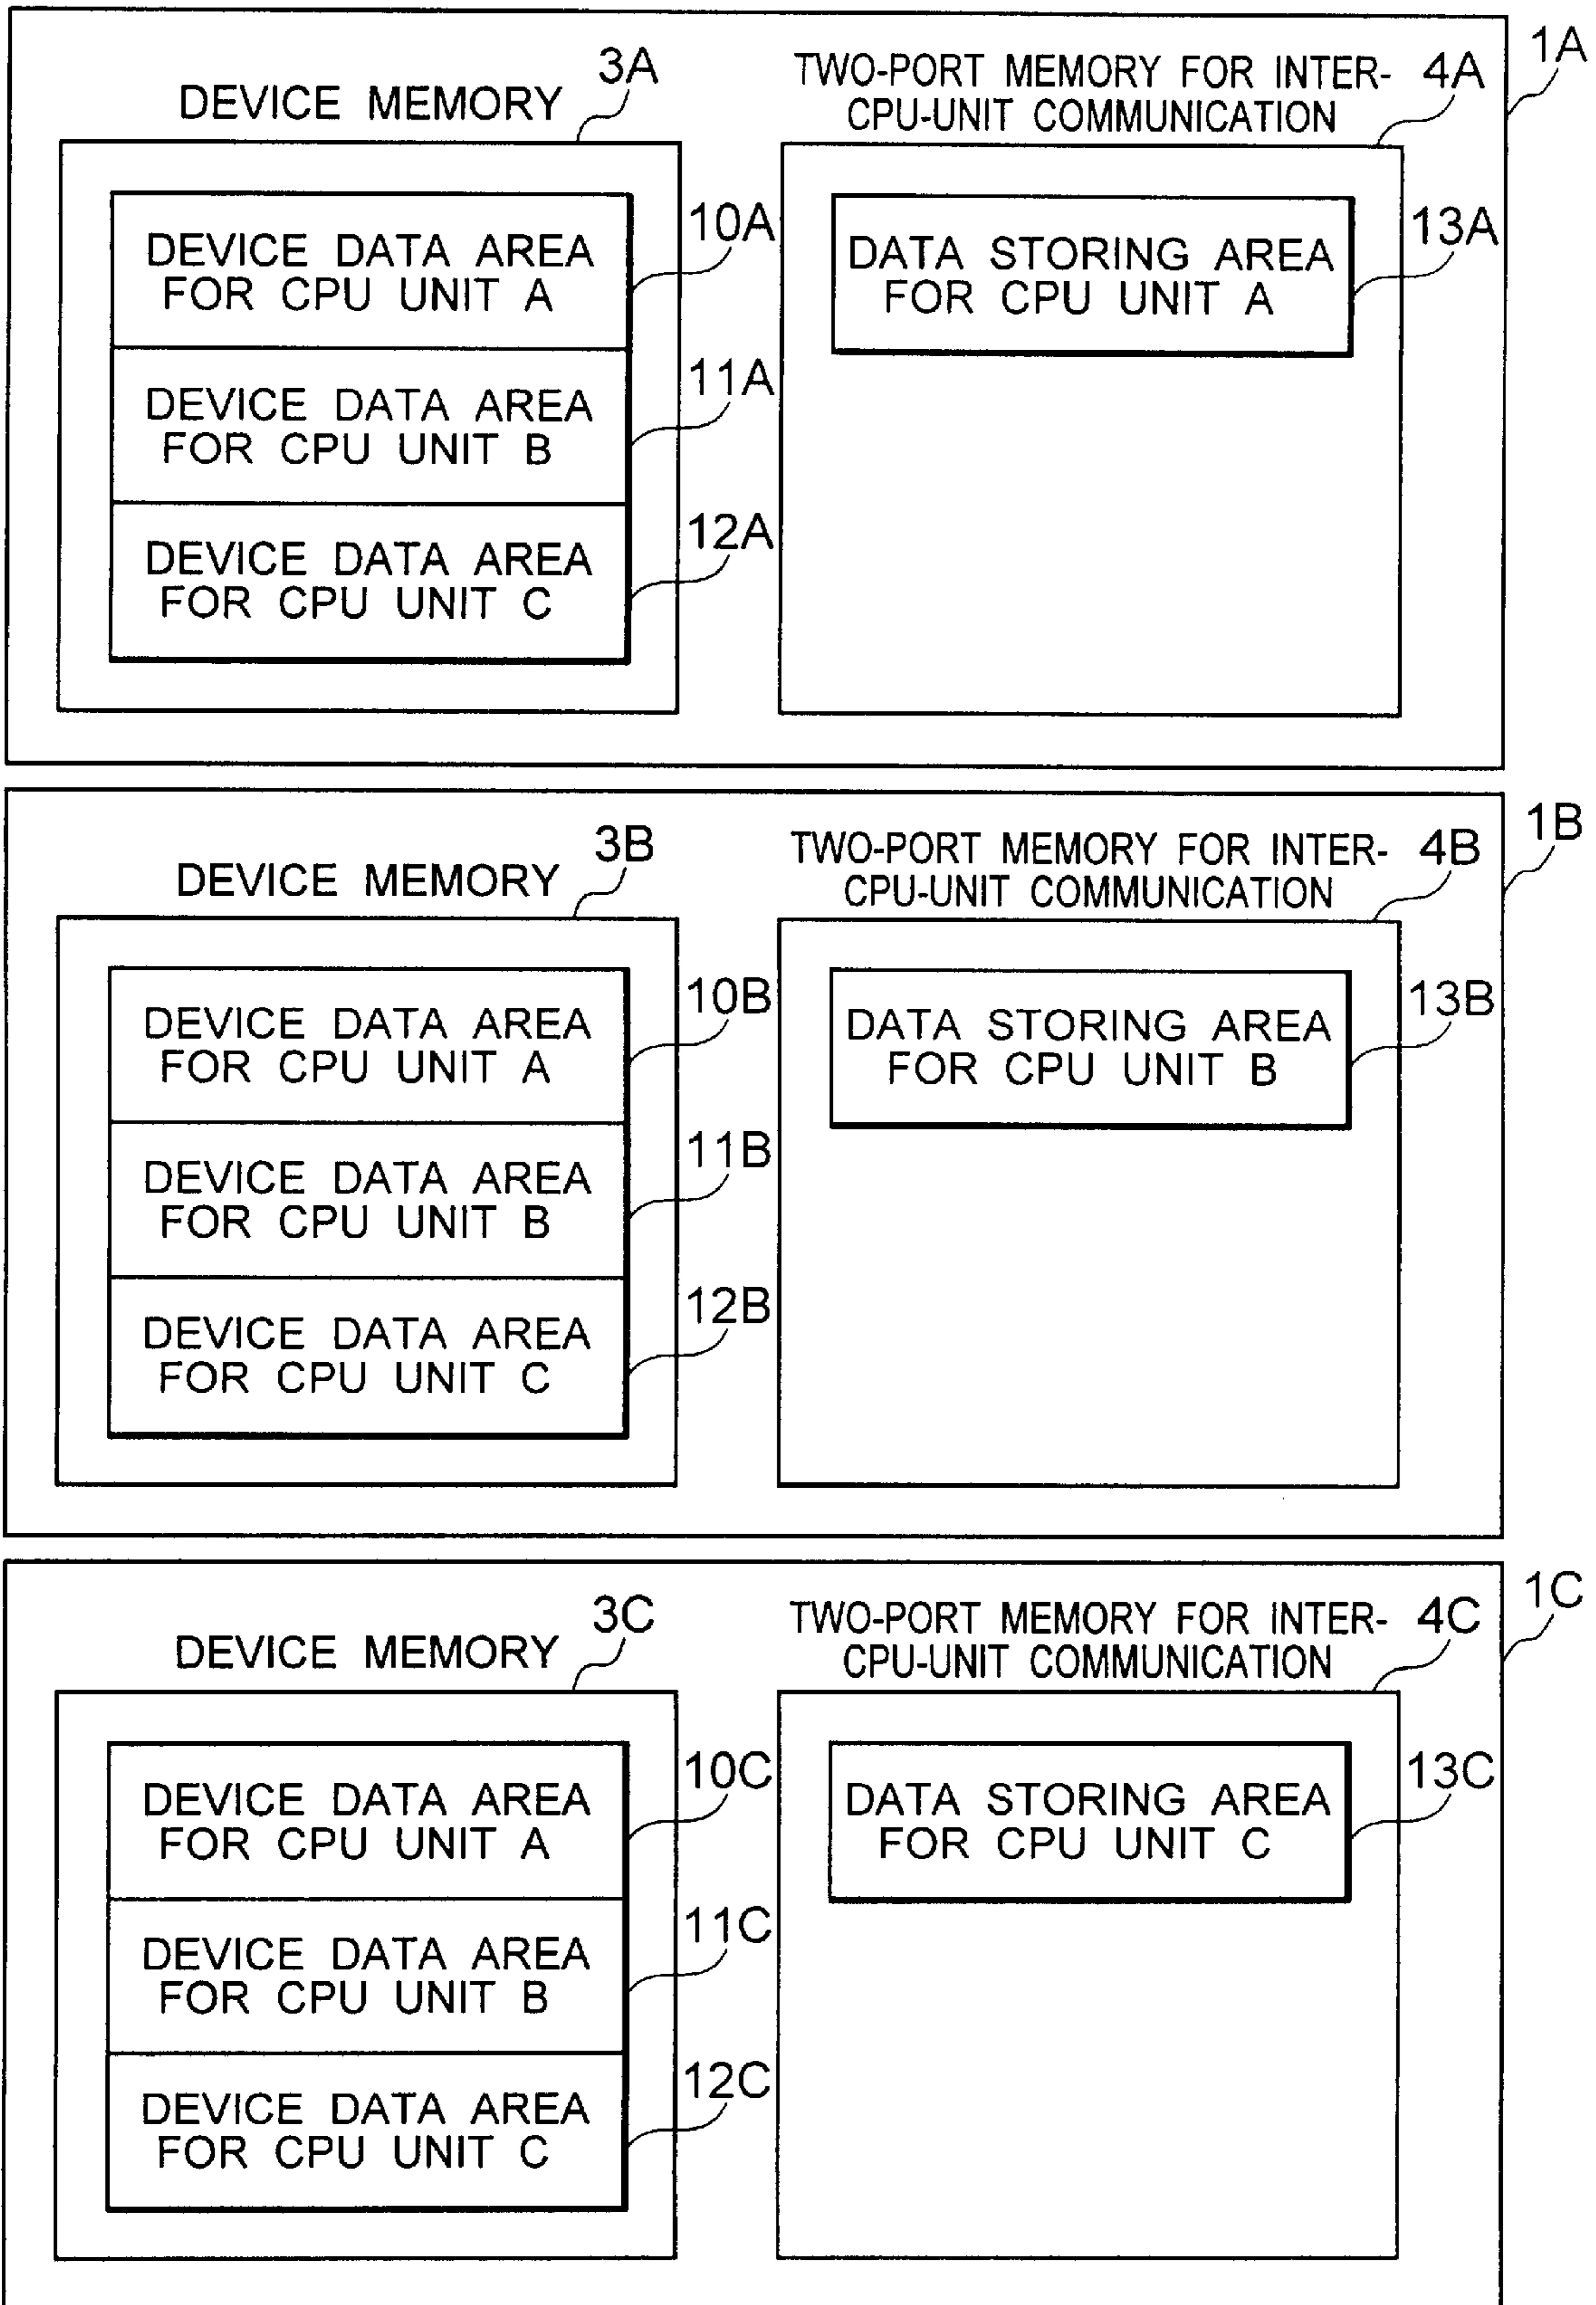 1A
3A
TWO-PORT MEMORY FOR INTER-
4A
DEVICE MEMORY
CPU-UNIT COMMUNICATION
DEVICE DATA AREA
FOR CPU UNIT A
10A
DATA STORING AREA
FOR CPU UNIT A
13A
DEVICE DATA AREA
FOR CPU UNIT B
11A
DEVICE DATA AREA
FOR CPU UNIT C
12A
1B
3B
TWO-PORT MEMORY FOR INTER-
4B
DEVICE MEMORY
CPU-UNIT COMMUNICATION
DEVICE DATA AREA
FOR CPU UNIT A
10B
DATA STORING AREA
FOR CPU UNIT B
13B
DEVICE DATA AREA
FOR CPU UNIT B
11B
DEVICE DATA AREA
FOR CPU UNIT C
12B
1C
3C
TWO-PORT MEMORY FOR INTER-
4C
DEVICE MEMORY
CPU-UNIT COMMUNICATION
DEVICE DATA AREA
FOR CPU UNIT A
10C
DATA STORING AREA
FOR CPU UNIT C
13C
DEVICE DATA AREA
FOR CPU UNIT B
11C
DEVICE DATA AREA
FOR CPU UNIT C
12C